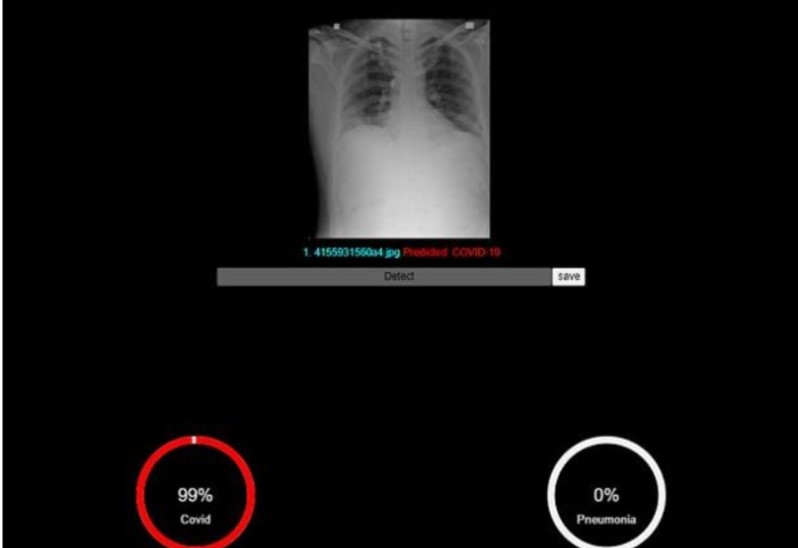 1. 4155931560a4.jpg Predicted: COVID-19
Detect
save
99%
Covid
0%
Pneumonia